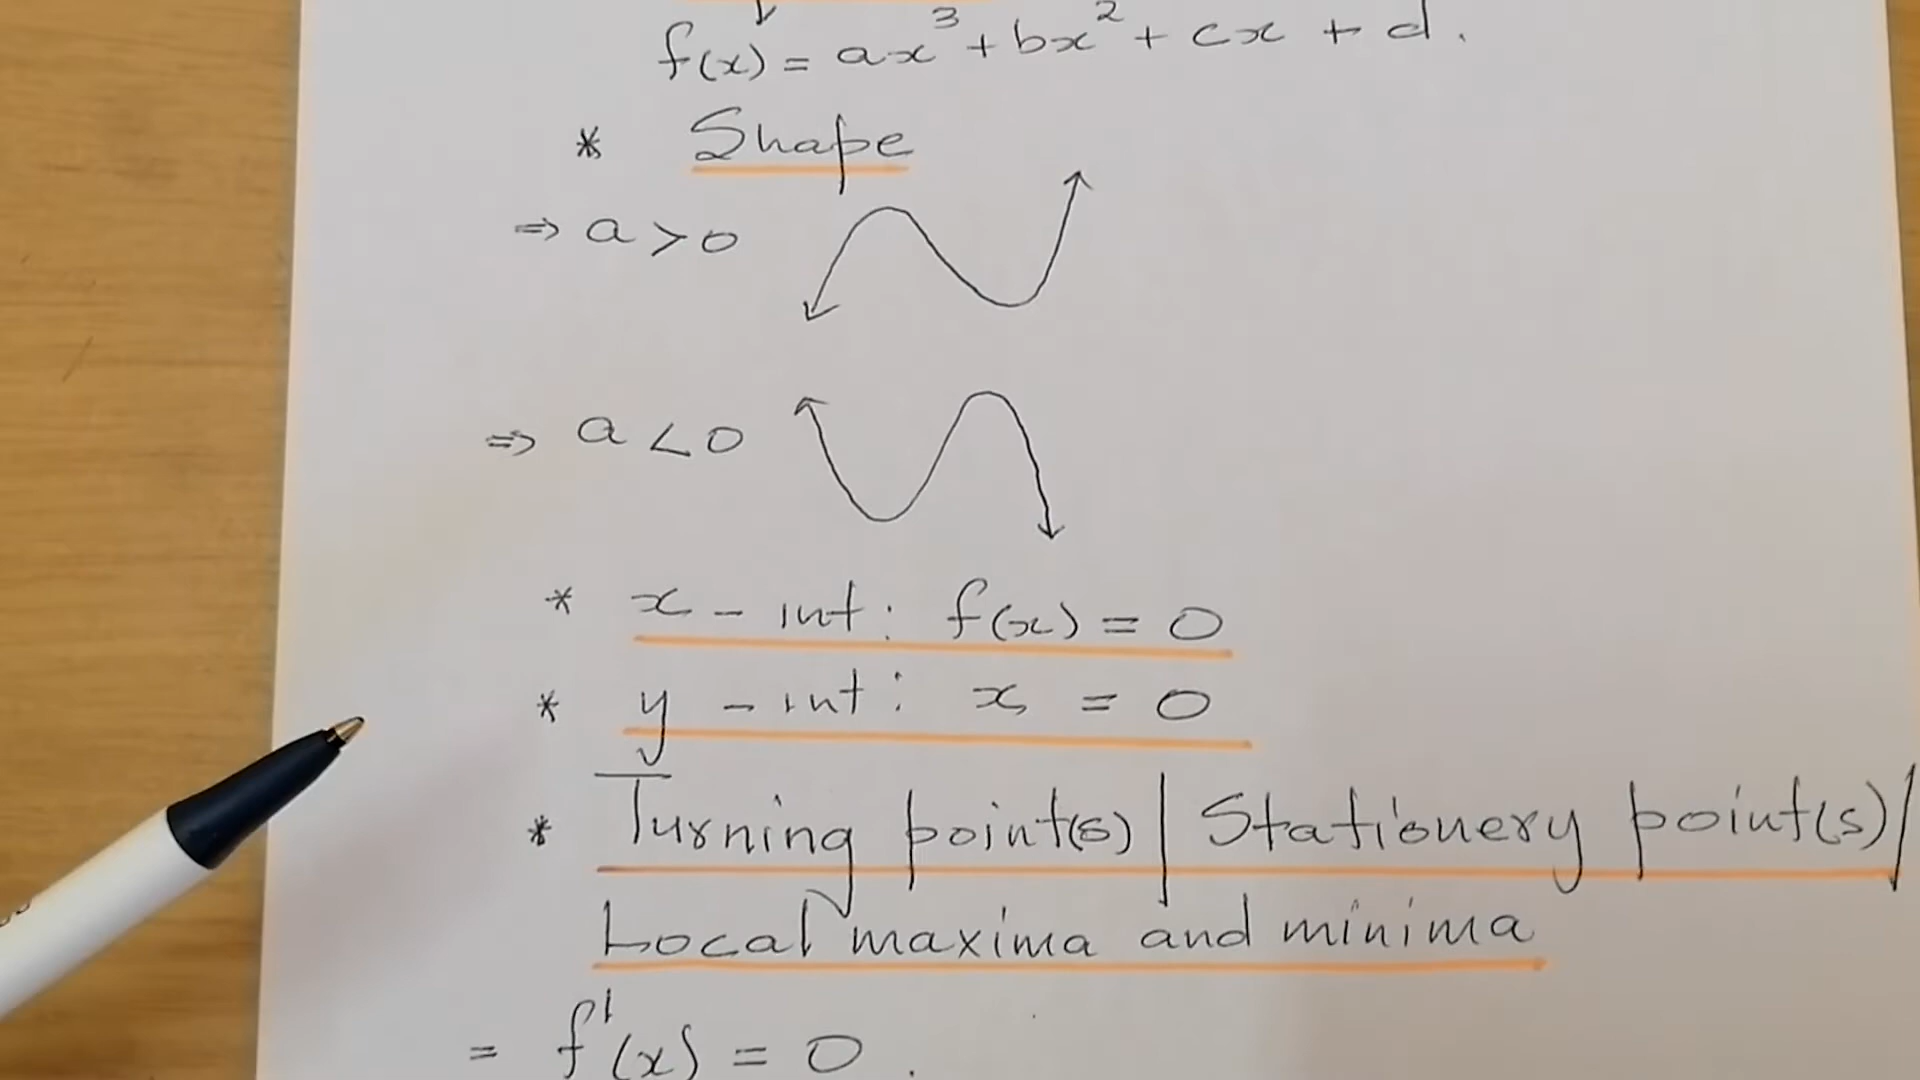 f(x) = ax³ + bx² + cx + d.
* Shape
⇒ a > 0
⇒ a < 0
* x - int: f(x) = 0
* y - int: x = 0
* Turning point(s) | Stationery point(s) /
Local maxima and minima
= f'(x) = 0.